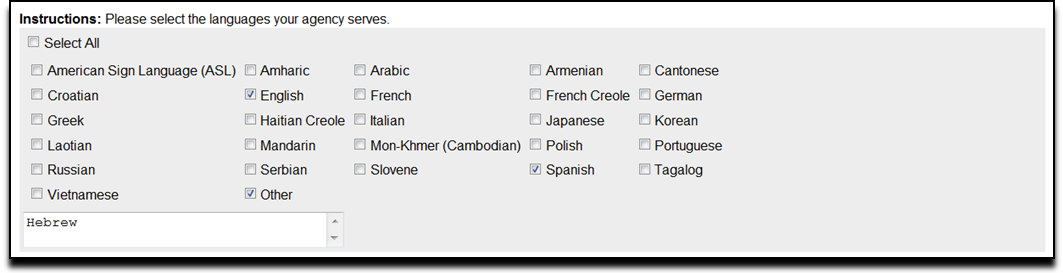 Instructions: Please select the languages your agency serves.
Select All
American Sign Language (ASL) Amharic Arabic Armenian Cantonese
Croatian English French French Creole German
Greek Haitian Creole Italian Japanese Korean
Laotian Mandarin Mon-Khmer (Cambodian) Polish Portuguese
Russian Serbian Slovene Spanish Tagalog
Vietnamese Other
Hebrew